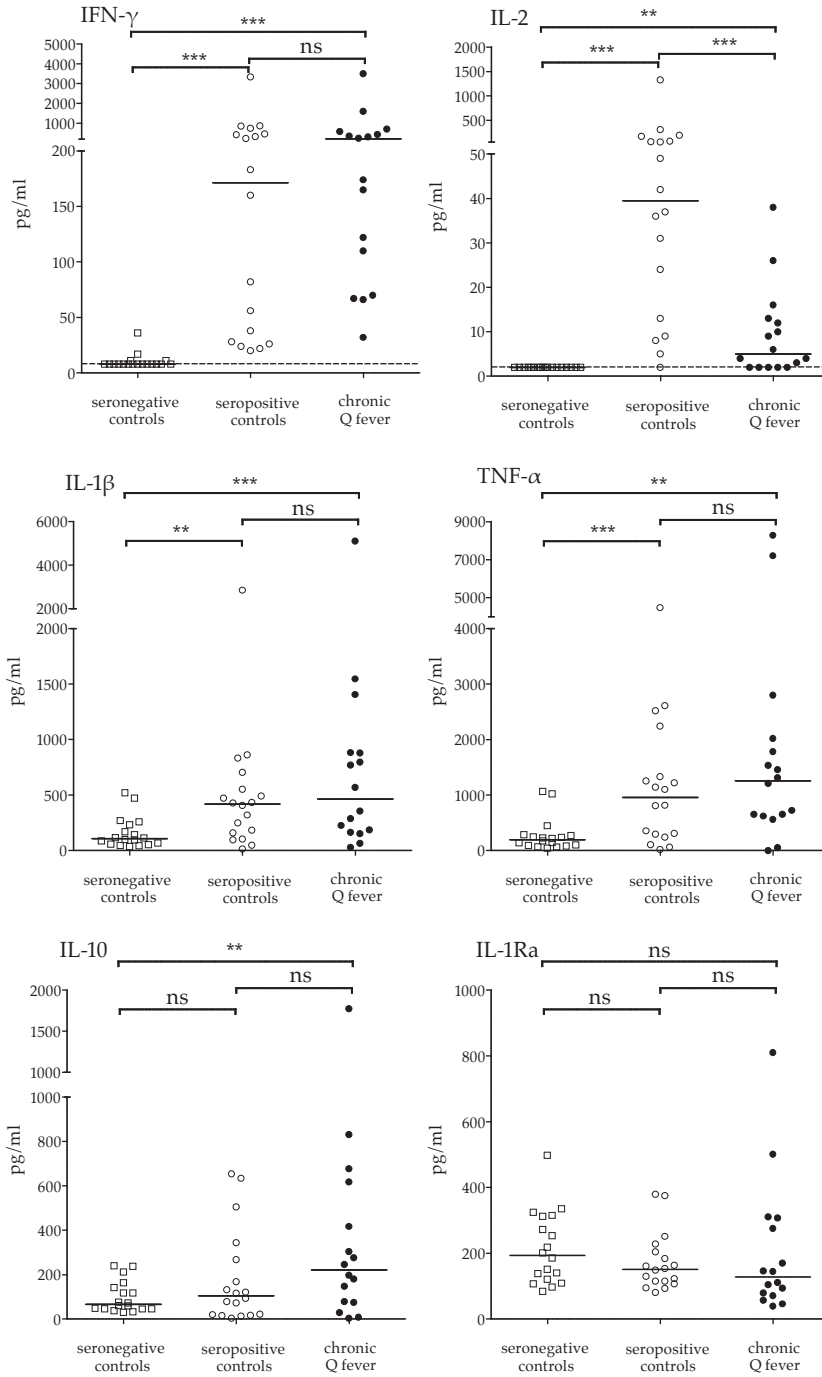 IFN-γ
***
***
ns
5000
4000
3000
2000
1000
200
150
100
50
0
pg/ml
seronegative controls
seropositive controls
chronic Q fever
IL-2
**
***
***
2000
1500
1000
500
50
40
30
20
10
0
pg/ml
seronegative controls
seropositive controls
chronic Q fever
IL-1β
***
**
ns
6000
4000
2000
2000
1500
1000
500
0
pg/ml
seronegative controls
seropositive controls
chronic Q fever
TNF-α
**
***
ns
9000
7000
5000
4000
3000
2000
1000
0
pg/ml
seronegative controls
seropositive controls
chronic Q fever
IL-10
**
ns
ns
2000
1500
1000
1000
800
600
400
200
0
pg/ml
seronegative controls
seropositive controls
chronic Q fever
IL-1Ra
ns
ns
ns
1000
800
600
400
200
0
pg/ml
seronegative controls
seropositive controls
chronic Q fever